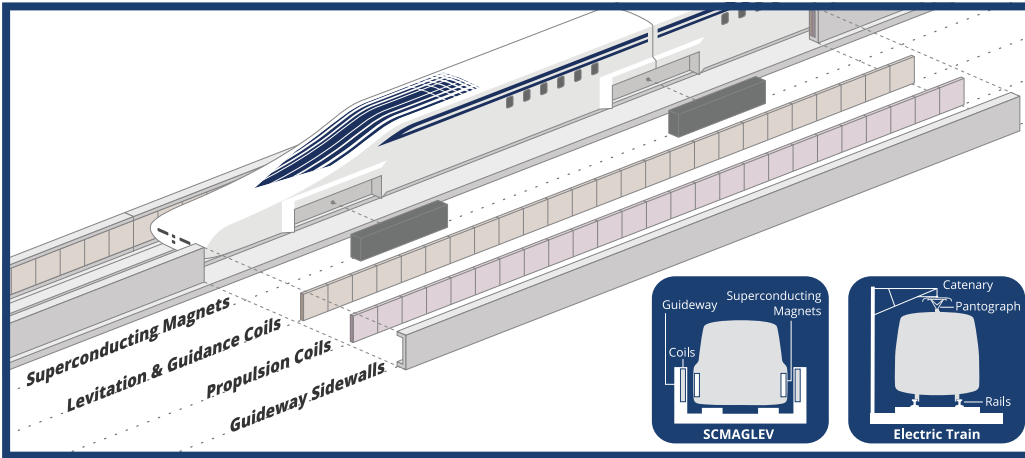 Superconducting Magnets
Levitation & Guidance Coils
Propulsion Coils
Guideway Sidewalls
Guideway
Superconducting
Magnets
Coils
SCMAGLEV
Catenary
Pantograph
Rails
Electric Train